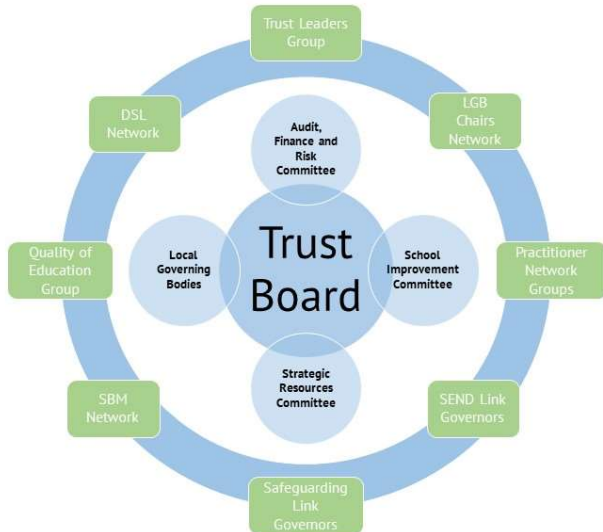 Trust Leaders
Group
DSL
Network
LGB
Chairs
Network
Audit,
Finance and
Risk
Committee
Quality of
Education
Group
Local
Governing
Bodies
Trust
Board
School
Improvement
Committee
Practitioner
Network
Groups
Strategic
Resources
Committee
SBM
Network
SEND Link
Governors
Safeguarding
Link
Governors